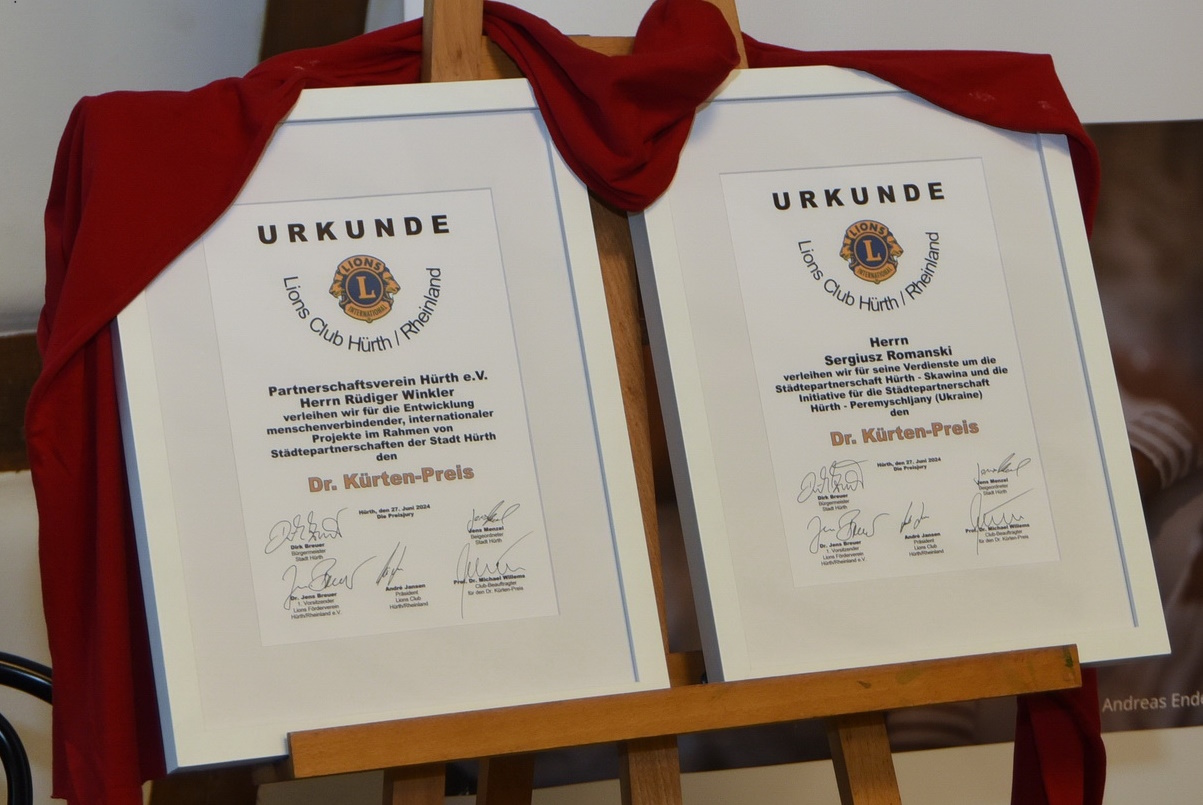 URKUNDE
LIONS
L
INTERNATIONAL
Lions Club Hürth / Rheinland
Partnerschaftsverein Hürth e.V.
Herrn Rüdiger Winkler
verleihen wir für die Entwicklung
menschenverbindender, internationaler
Projekte im Rahmen von
Städtepartnerschaften der Stadt Hürth
den
Dr. Kürten-Preis
Hürth, den 27. Juni 2024
Die Preisjury
Dirk Breuer
Bürgermeister
Stadt Hürth
Jens Menzel
Beigeordneter
Stadt Hürth
Dr. Jens Breuer
1. Vorsitzender
Lions Förderverein
Hürth/Rheinland e.V.
André Jansen
Präsident
Lions Club
Hürth/Rheinland
Prof. Dr. Michael Willems
Club-Beauftragter
für den Dr. Kürten-Preis
URKUNDE
LIONS
L
INTERNATIONAL
Lions Club Hürth / Rheinland
Herrn
Sergiusz Romanski
verleihen wir für seine Verdienste um die
Städtepartnerschaft Hürth - Skawina und die
Initiative für die Städtepartnerschaft
Hürth - Peremyschljany (Ukraine)
den
Dr. Kürten-Preis
Hürth, den 27. Juni 2024
Die Preisjury
Dirk Breuer
Bürgermeister
Stadt Hürth
Jens Menzel
Beigeordneter
Stadt Hürth
Dr. Jens Breuer
1. Vorsitzender
Lions Förderverein
Hürth/Rheinland e.V.
André Jansen
Präsident
Lions Club
Hürth/Rheinland
Prof. Dr. Michael Willems
Club-Beauftragter
für den Dr. Kürten-Preis
Andreas